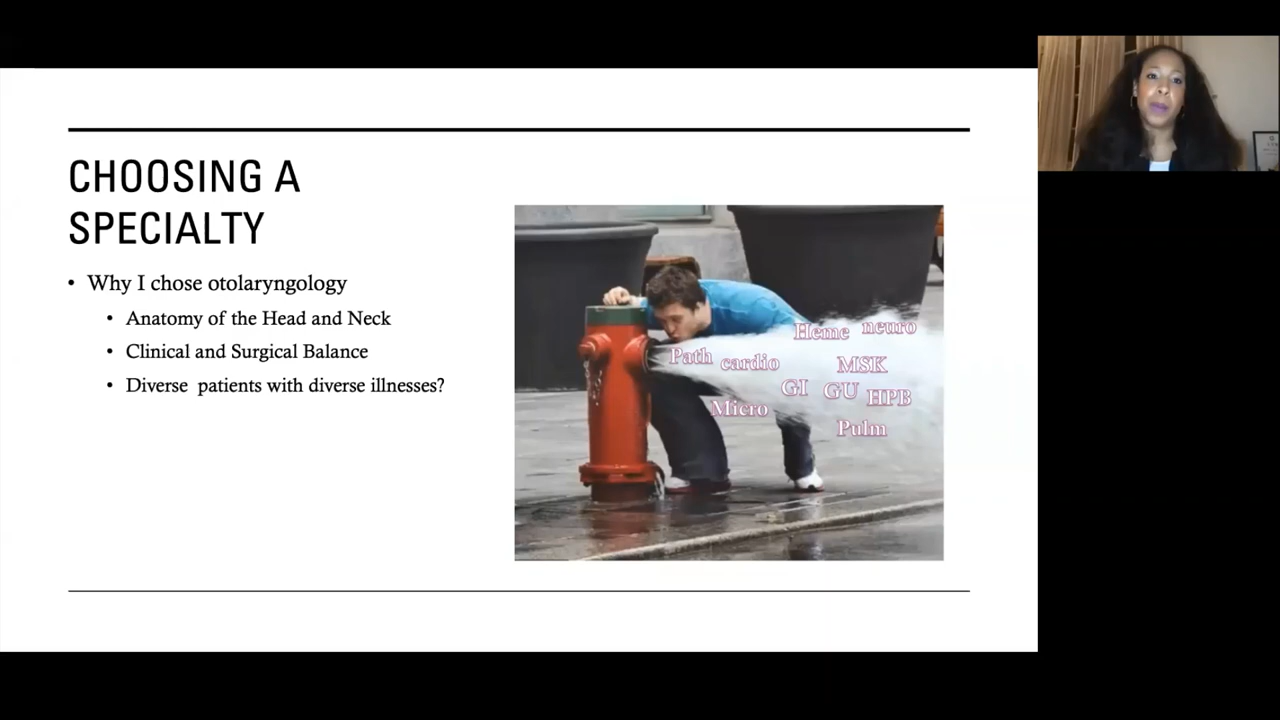 CHOOSING A
SPECIALTY
• Why I chose otolaryngology
• Anatomy of the Head and Neck
• Clinical and Surgical Balance
• Diverse patients with diverse illnesses?
Heme neuro
Path cardio MSK
GI GU HPB
Micro
Pulm